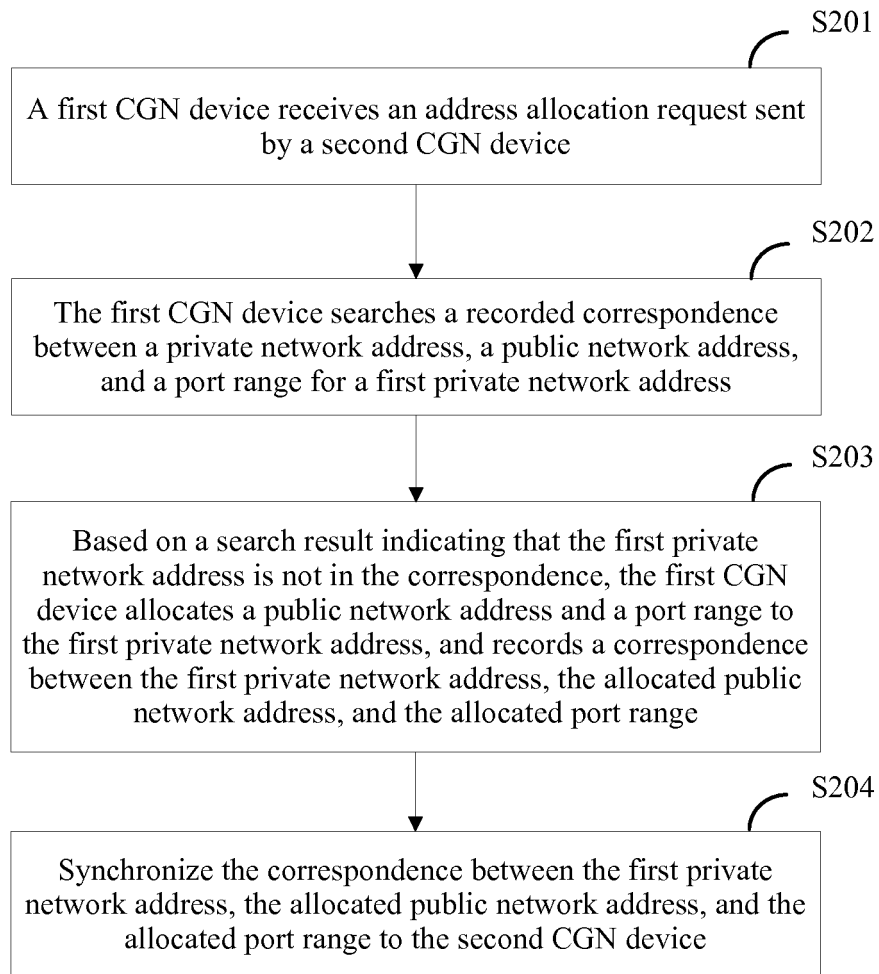 S201
A first CGN device receives an address allocation request sent
by a second CGN device
S202
The first CGN device searches a recorded correspondence
between a private network address, a public network address,
and a port range for a first private network address
S203
Based on a search result indicating that the first private
network address is not in the correspondence, the first CGN
device allocates a public network address and a port range to
the first private network address, and records a correspondence
between the first private network address, the allocated public
network address, and the allocated port range
S204
Synchronize the correspondence between the first private
network address, the allocated public network address, and the
allocated port range to the second CGN device